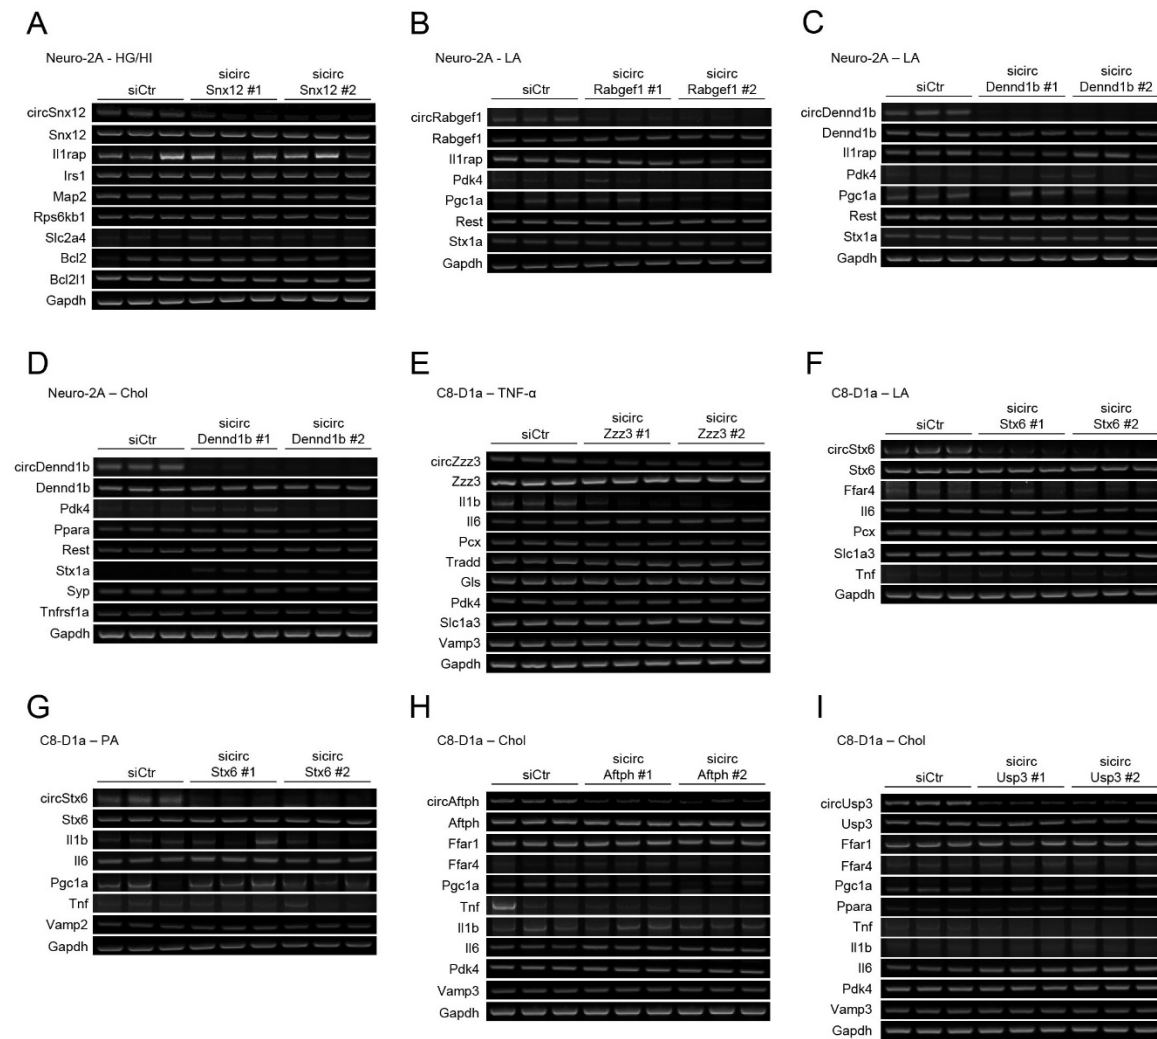 A
Neuro-2A - HG/HI
siCtr
sicirc
Snx12 #1
sicirc
Snx12 #2
circSnx12
Snx12
Il1rap
Irs1
Map2
Rps6kb1
Slc2a4
Bcl2
Bcl2l1
Gapdh
B
Neuro-2A - LA
siCtr
sicirc
Rabgef1 #1
sicirc
Rabgef1 #2
circRabgef1
Rabgef1
Il1rap
Pdk4
Pgc1a
Rest
Stx1a
Gapdh
C
Neuro-2A – LA
siCtr
sicirc
Dennd1b #1
sicirc
Dennd1b #2
circDennd1b
Dennd1b
Il1rap
Pdk4
Pgc1a
Rest
Stx1a
Gapdh
D
Neuro-2A – Chol
siCtr
sicirc
Dennd1b #1
sicirc
Dennd1b #2
circDennd1b
Dennd1b
Pdk4
Ppara
Rest
Stx1a
Syp
Tnfrsf1a
Gapdh
E
C8-D1a – TNF-α
siCtr
sicirc
Zzz3 #1
sicirc
Zzz3 #2
circZzz3
Zzz3
Il1b
Il6
Pcx
Tradd
Gls
Pdk4
Slc1a3
Vamp3
Gapdh
F
C8-D1a – LA
siCtr
sicirc
Stx6 #1
sicirc
Stx6 #2
circStx6
Stx6
Ffar4
Il6
Pcx
Slc1a3
Tnf
Gapdh
G
C8-D1a – PA
siCtr
sicirc
Stx6 #1
sicirc
Stx6 #2
circStx6
Stx6
Il1b
Il6
Pgc1a
Tnf
Vamp2
Gapdh
H
C8-D1a – Chol
siCtr
sicirc
Aftph #1
sicirc
Aftph #2
circAftph
Aftph
Ffar1
Ffar4
Pgc1a
Tnf
Il1b
Il6
Pdk4
Vamp3
Gapdh
I
C8-D1a – Chol
siCtr
sicirc
Usp3 #1
sicirc
Usp3 #2
circUsp3
Usp3
Ffar1
Ffar4
Pgc1a
Ppara
Tnf
Il1b
Il6
Pdk4
Vamp3
Gapdh